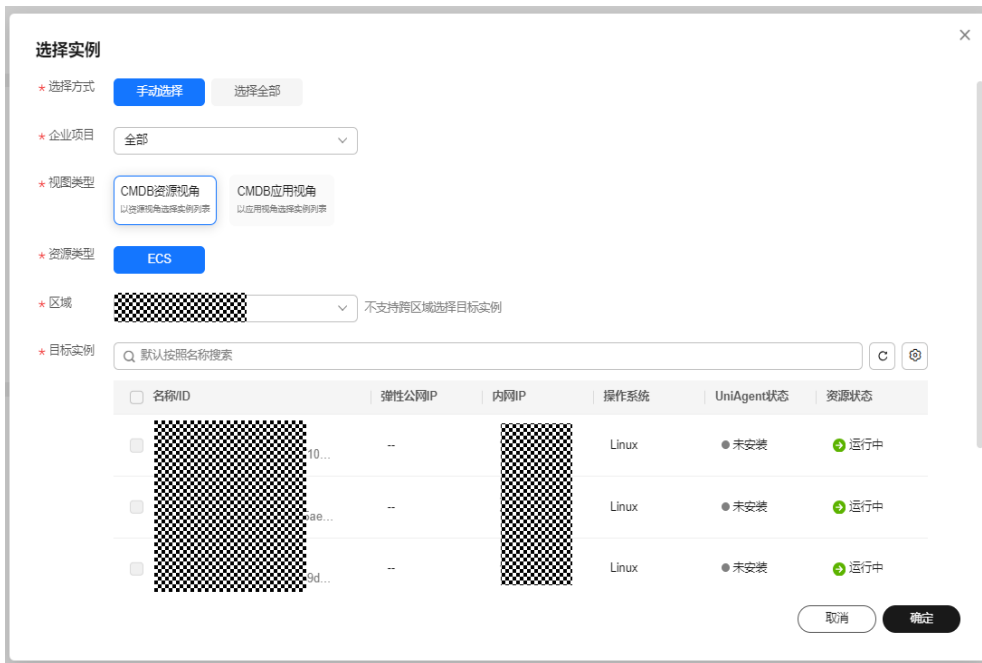 选择实例
* 选择方式 手动选择 选择全部
* 企业项目 全部
* 视图类型 CMDB资源视角 CMDB应用视角
以资源视角选择实例列表 以应用视角选择实例列表
* 资源类型 ECS
* 区域 不支持跨区域选择目标实例
* 目标实例 默认按照名称搜索
名称/ID 弹性公网IP 内网IP 操作系统 UniAgent状态 资源状态
10... -- Linux 未安装 运行中
ae... -- Linux 未安装 运行中
9d... -- Linux 未安装 运行中
取消 确定